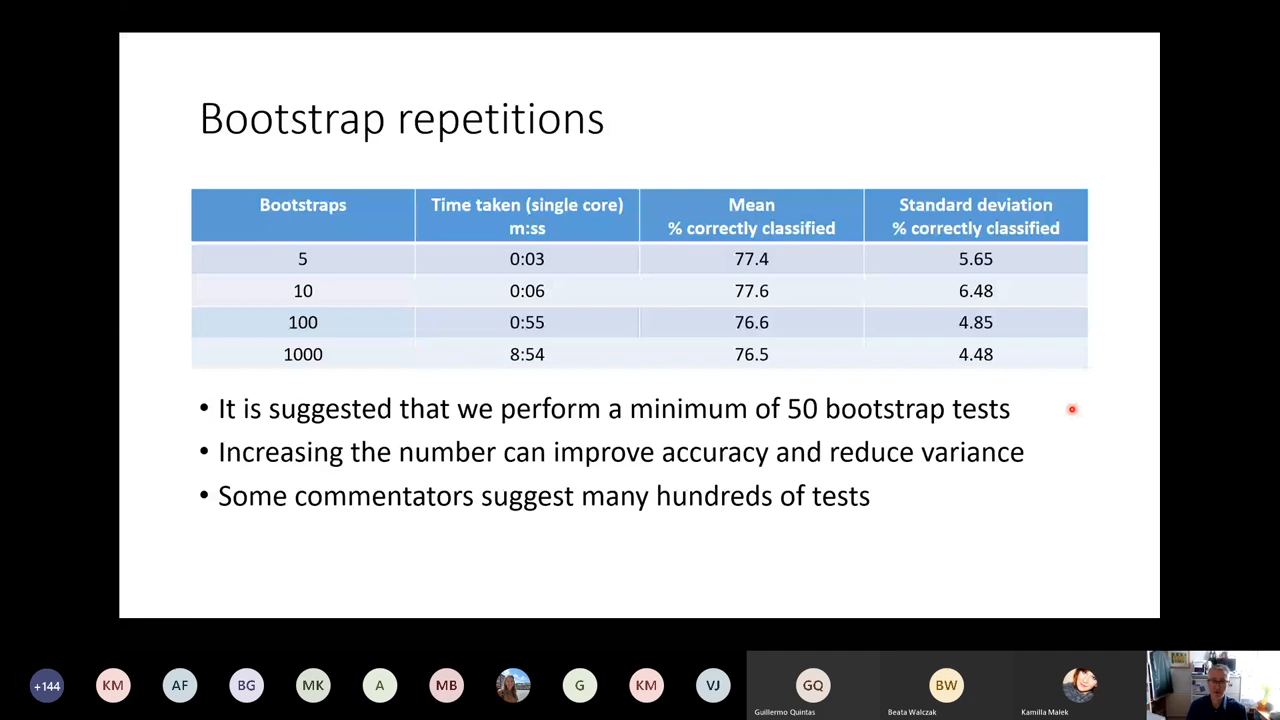 Bootstrap repetitions
Bootstraps Time taken (single core) m:ss Mean % correctly classified Standard deviation % correctly classified
5 0:03 77.4 5.65
10 0:06 77.6 6.48
100 0:55 76.6 4.85
1000 8:54 76.5 4.48
• It is suggested that we perform a minimum of 50 bootstrap tests
• Increasing the number can improve accuracy and reduce variance
• Some commentators suggest many hundreds of tests
+144 KM AF BG MK A MB G KM VJ GQ BW
Guillermo Quintas Beata Walczak Kamilla Małek